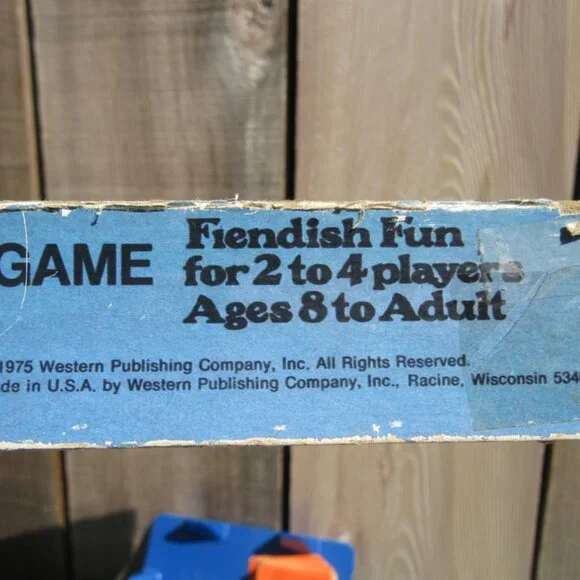 GAME
Fiendish Fun
for 2 to 4 players
Ages 8 to Adult
1975 Western Publishing Company, Inc. All Rights Reserved.
de in U.S.A. by Western Publishing Company, Inc., Racine, Wisconsin 534